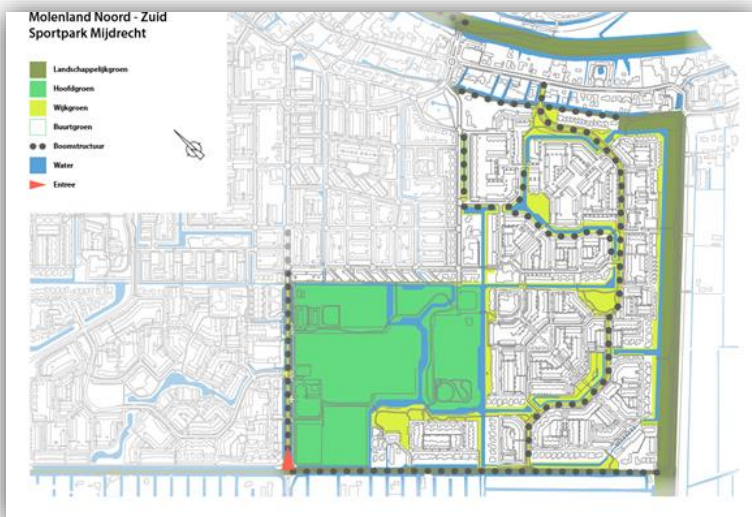 Molenland Noord - Zuid
Sportpark Mijdrecht
Landschappelijkgroen
Hoofdgroen
Wijkgroen
Buurtgroen
Boomstructuur
Water
Entree